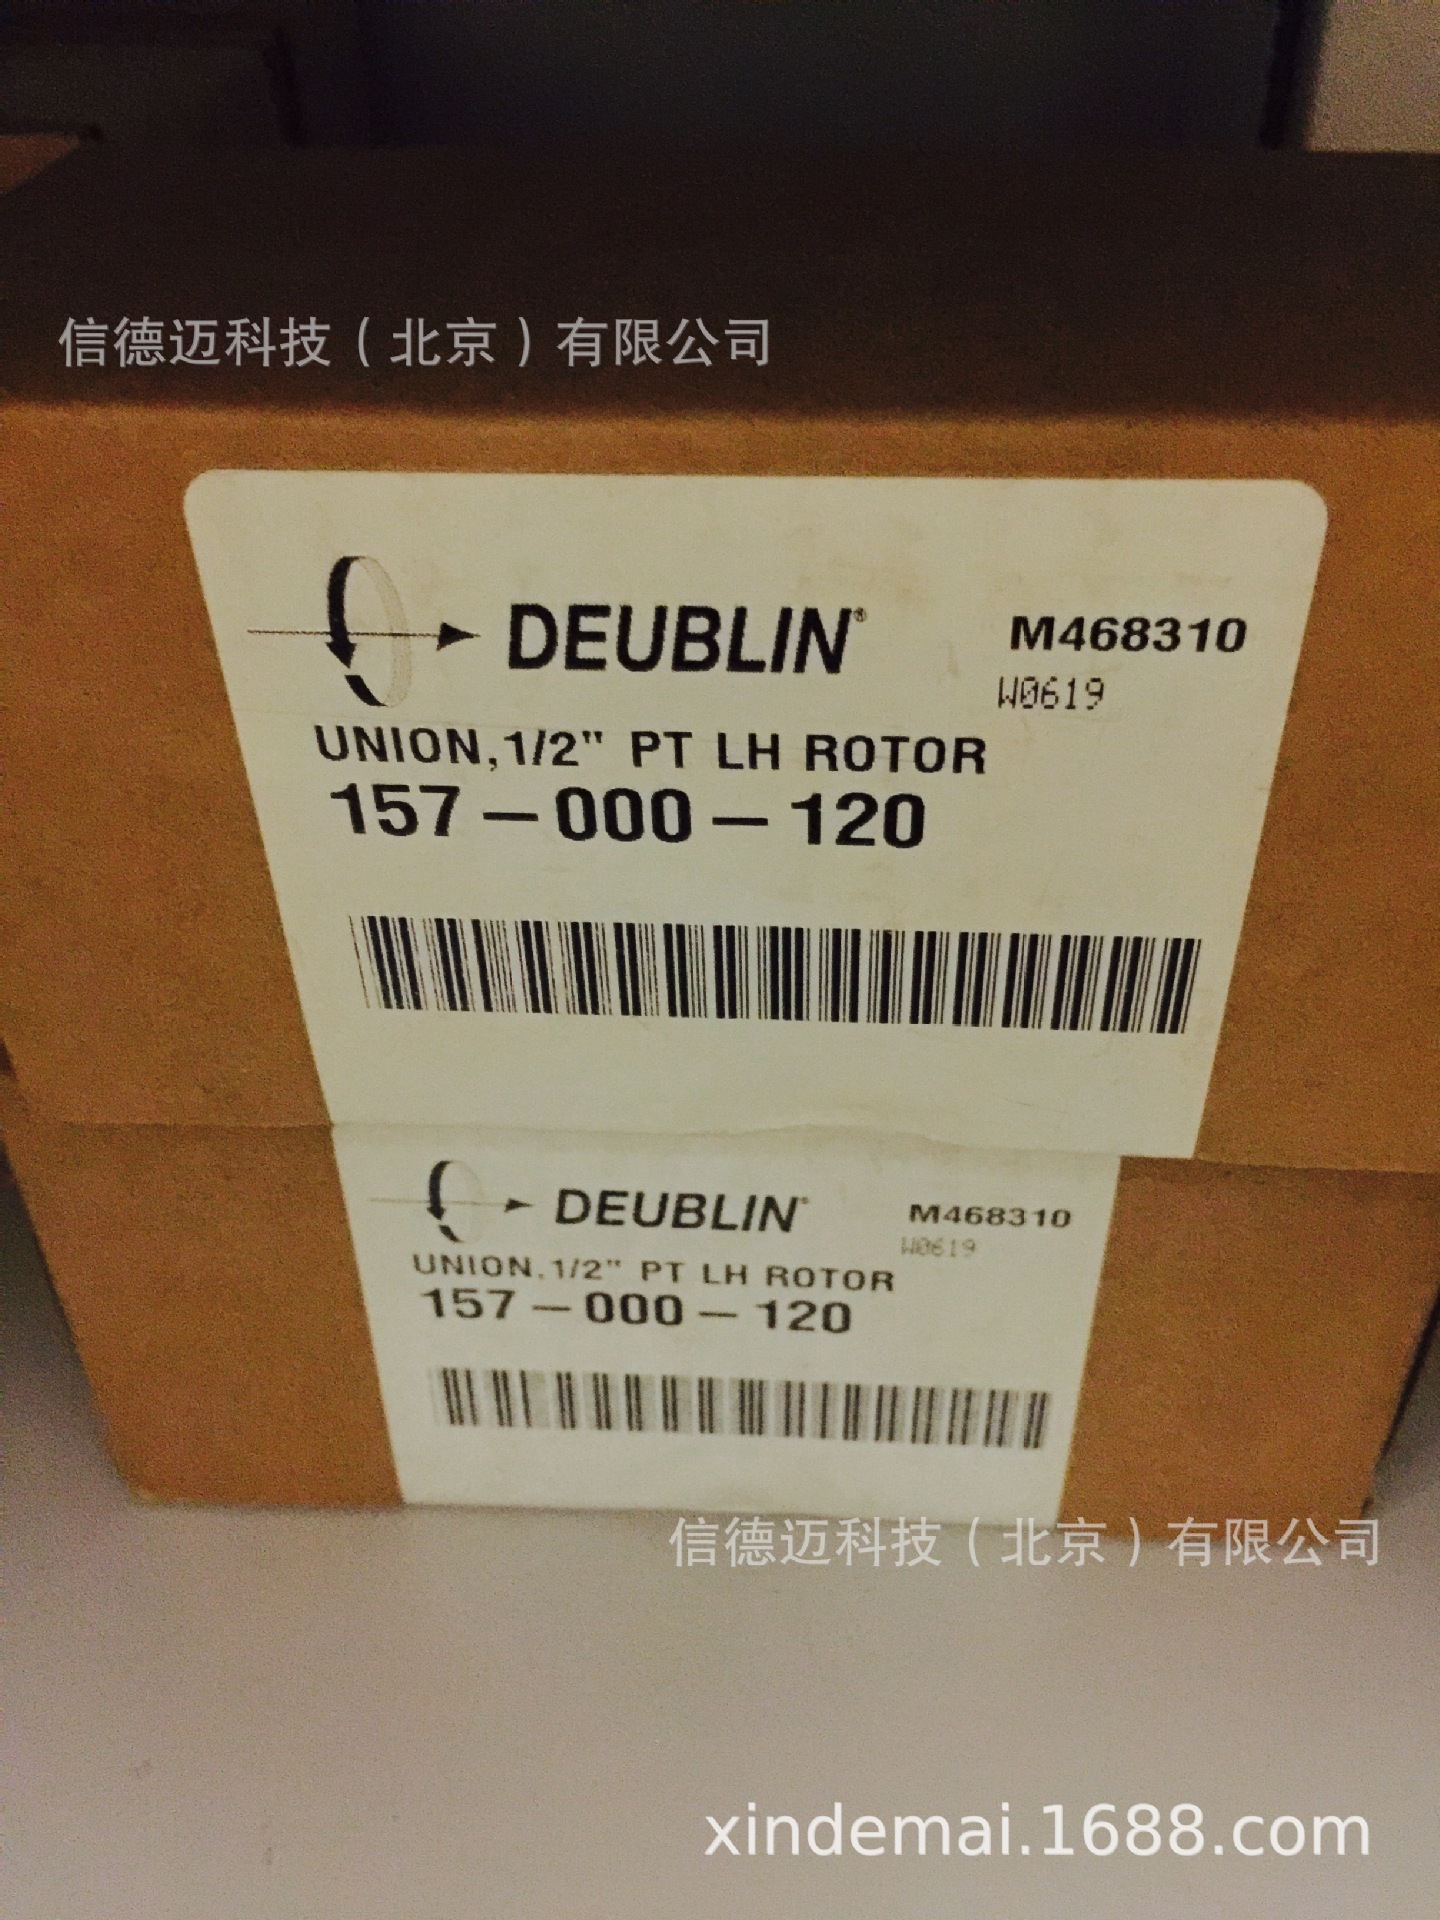 信德迈科技（北京）有限公司
DEUBLIN® M468310
W0619
UNION,1/2" PT LH ROTOR
157-000-120
DEUBLIN® M468310
W0619
UNION,1/2" PT LH ROTOR
157-000-120
信德迈科技（北京）有限公司
xindemai.1688.com